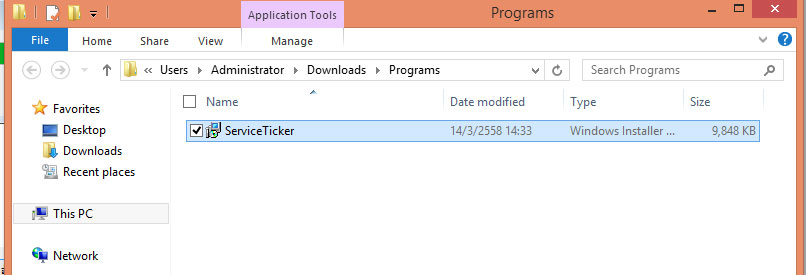 Application Tools
Programs
File
Home
Share
View
Manage
« Users Administrator Downloads Programs
Search Programs
Favorites
Desktop
Downloads
Recent places
This PC
Network
Name
Date modified
Type
Size
ServiceTicker
14/3/2558 14:33
Windows Installer ...
9,848 KB